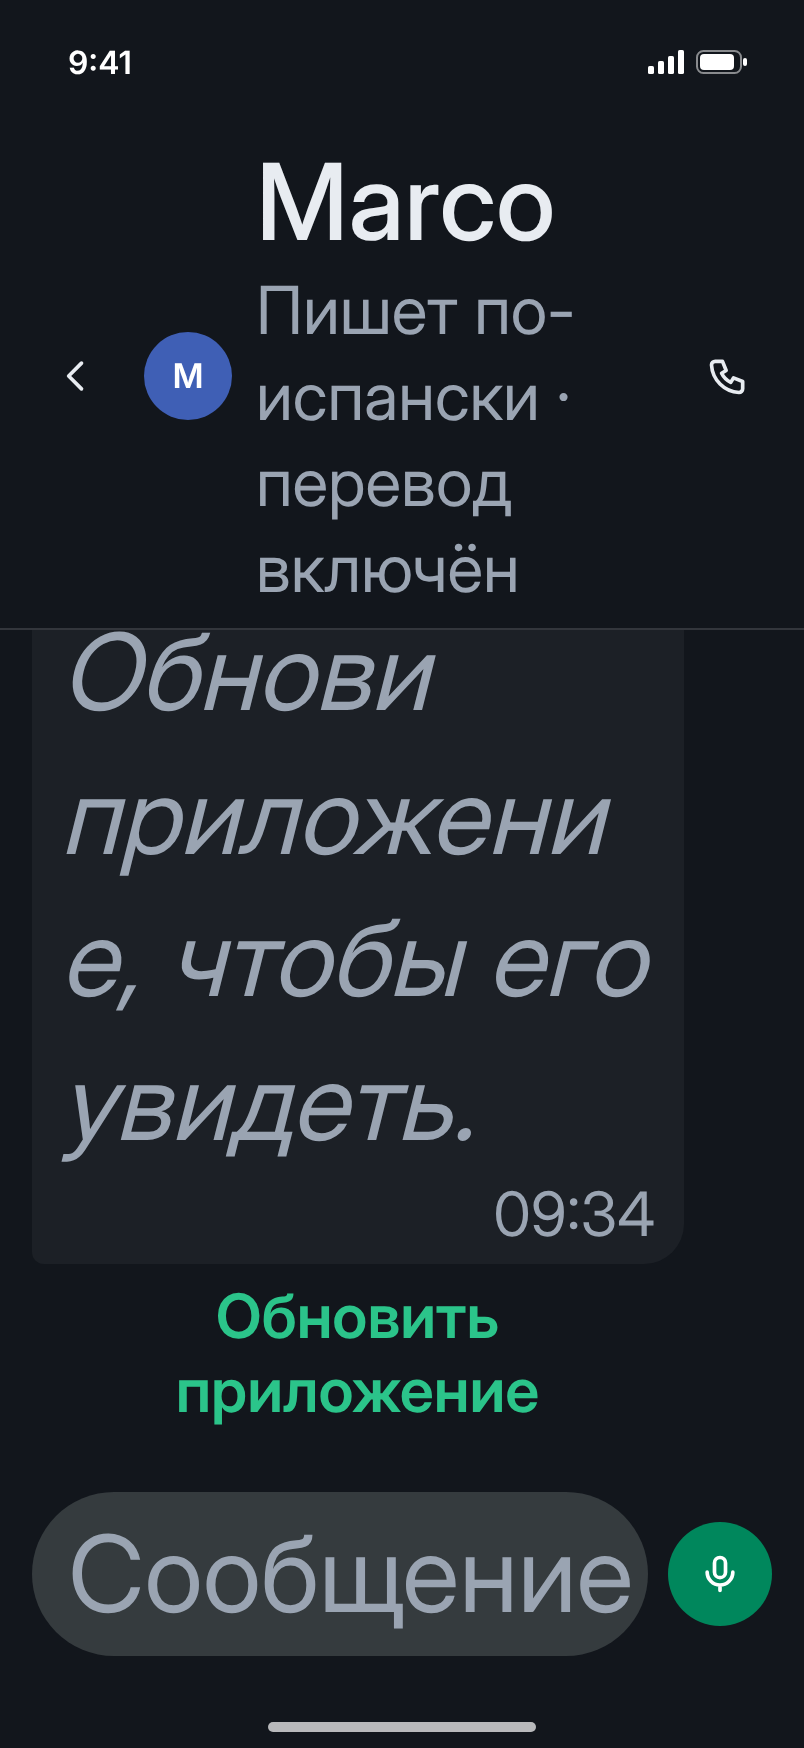 9:41
Marco
M
Пишет по-
испански ·
перевод
включён
Обнови
приложени
е, чтобы его
увидеть.
09:34
Обновить
приложение
Сообщение